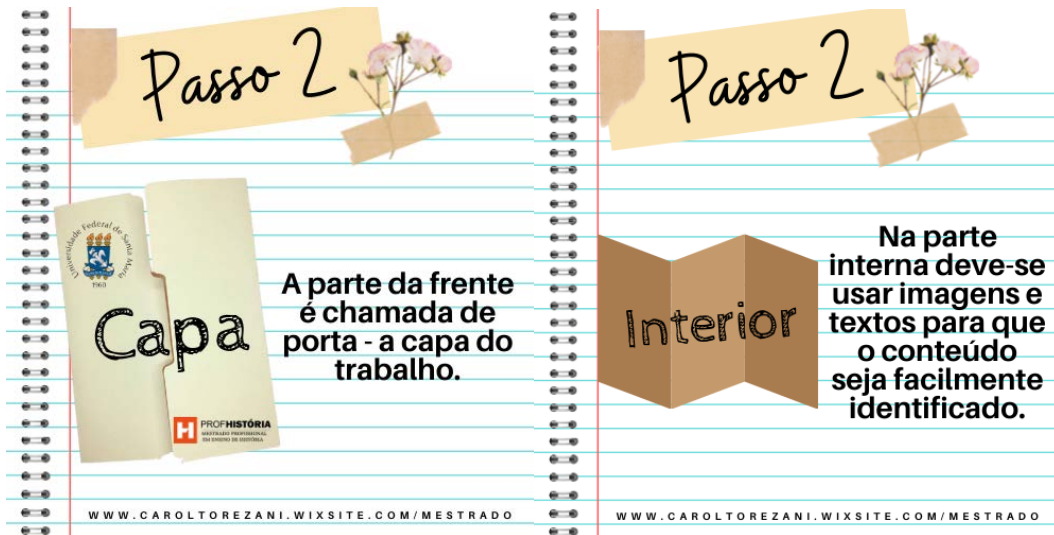 Passo 2
Universidade Federal de Santa Maria
1960
Capa
A parte da frente
é chamada de
porta - a capa do
trabalho.
PROFHISTÓRIA
MESTRADO PROFISSIONAL
EM ENSINO DE HISTÓRIA
WWW.CAROLTOREZANI.WIXSITE.COM/MESTRADO
Passo 2
Interior
Na parte
interna deve-se
usar imagens e
textos para que
o conteúdo
seja facilmente
identificado.
WWW.CAROLTOREZANI.WIXSITE.COM/MESTRADO